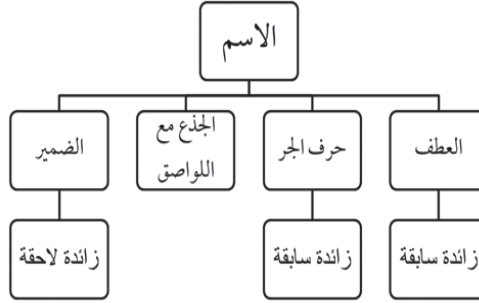 الاسم
العطف
حرف الجر
الجذع مع
اللواصق
الضمير
زائدة سابقة
زائدة سابقة
زائدة لاحقة